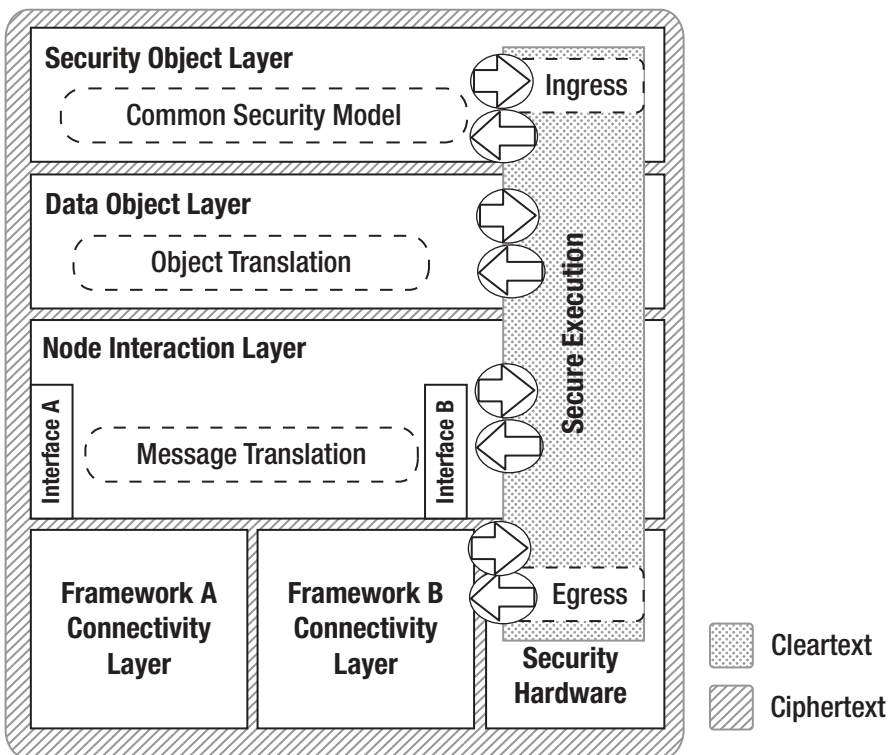 Security Object Layer
Common Security Model
Ingress
Data Object Layer
Object Translation
Secure Execution
Node Interaction Layer
Interface A
Message Translation
Interface B
Framework A
Connectivity
Layer
Framework B
Connectivity
Layer
Egress
Security
Hardware
Cleartext
Ciphertext